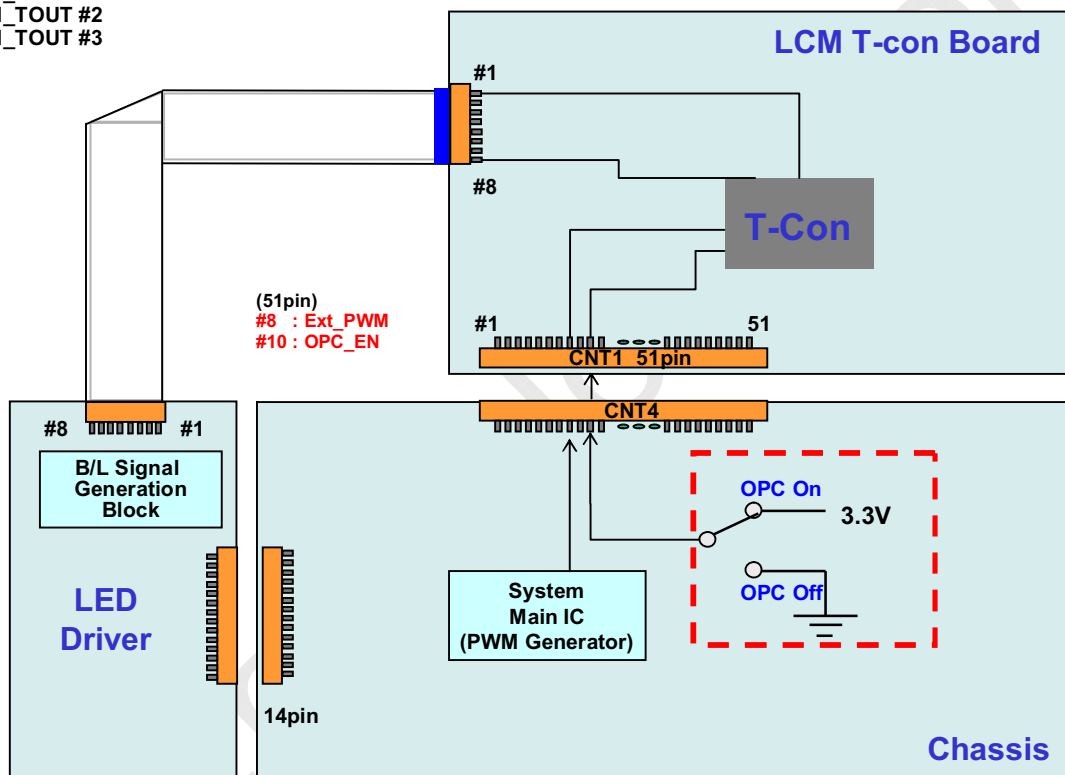 _TOUT #2
_TOUT #3
LCM T-con Board
#1
#8
T-Con
(51pin)
#8 : Ext_PWM
#10 : OPC_EN
#1
51
CNT1 51pin
CNT4
#8
#1
B/L Signal
Generation
Block
OPC On
3.3V
OPC Off
System
Main IC
(PWM Generator)
LED
Driver
14pin
Chassis